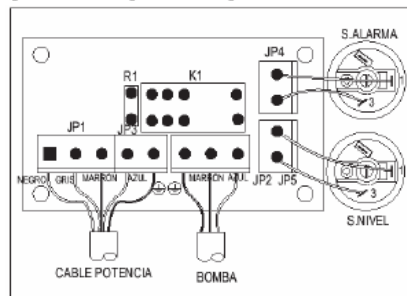 S.ALARMA
JP4
R1
K1
1
3
JP1
JP3
NEGRO
GRIS
MARRON
AZUL
MARRON
AZUL
JP2
JP5
1
3
S.NIVEL
CABLE POTENCIA
BOMBA